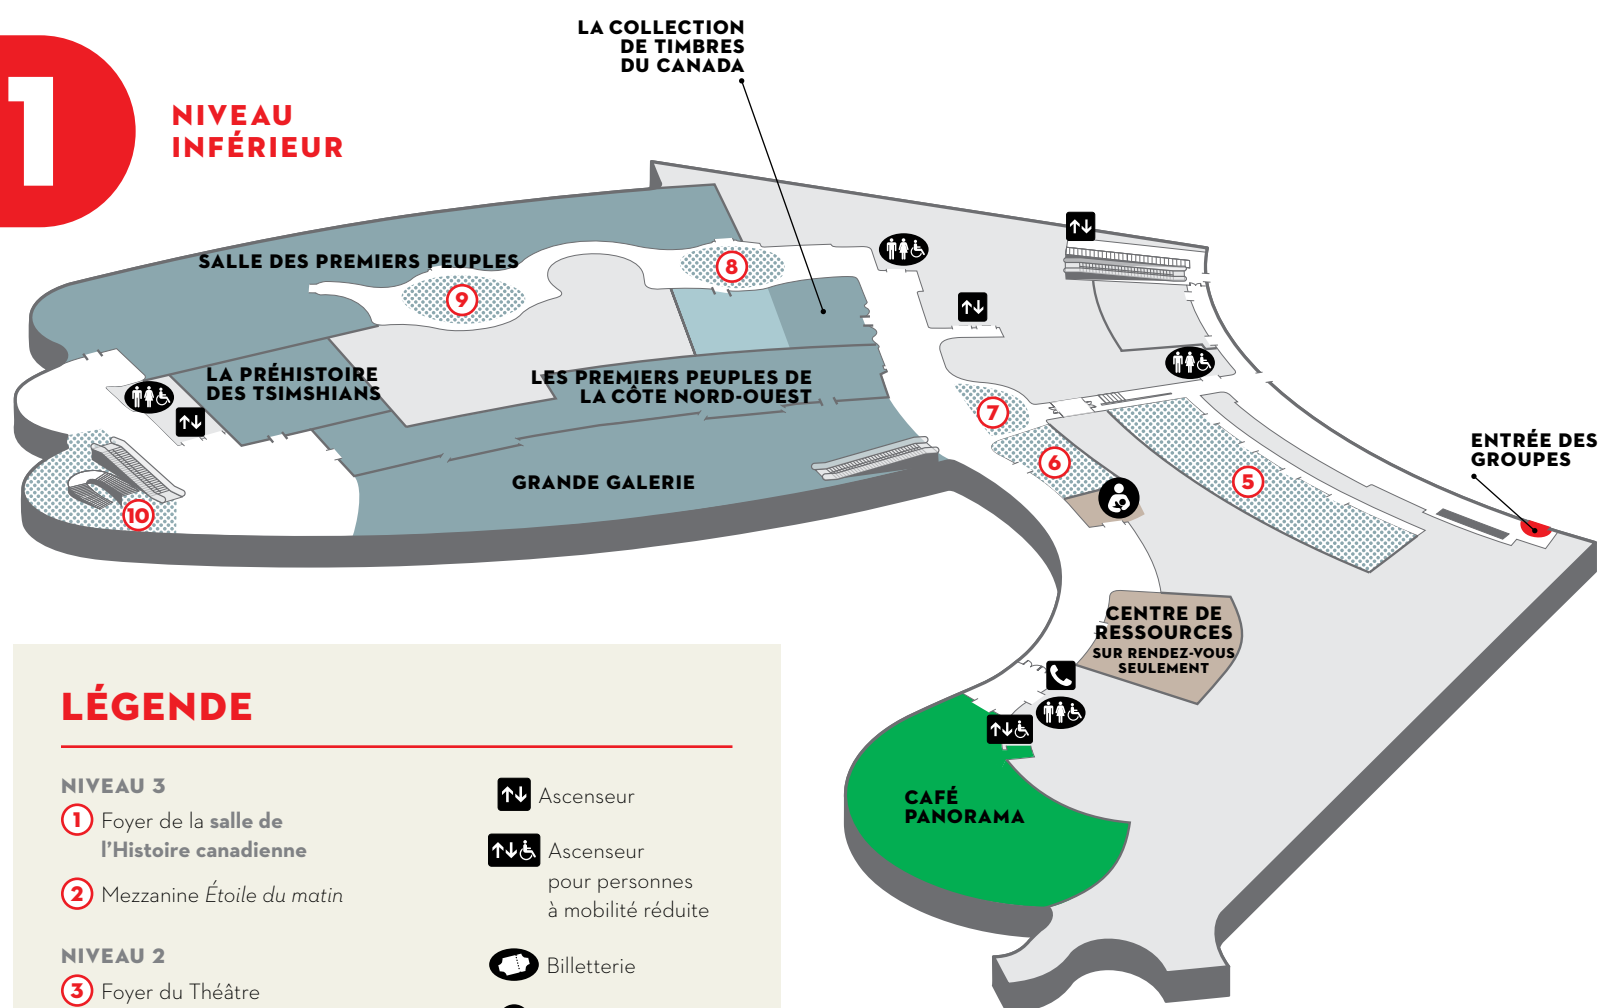 1
NIVEAU
INFÉRIEUR
LA COLLECTION
DE TIMBRES
DU CANADA
SALLE DES PREMIERS PEUPLES
8
9
LA PRÉHISTOIRE
DES TSIMSHIANS
LES PREMIERS PEUPLES DE
LA CÔTE NORD-OUEST
7
6
5
ENTRÉE DES
GROUPES
GRANDE GALERIE
10
CENTRE DE
RESSOURCES
SUR RENDEZ-VOUS
SEULEMENT
CAFÉ
PANORAMA
LÉGENDE
NIVEAU 3
1 Foyer de la salle de
l’Histoire canadienne
2 Mezzanine Étoile du matin
NIVEAU 2
3 Foyer du Théâtre
Ascenseur
Ascenseur
pour personnes
à mobilité réduite
Billetterie